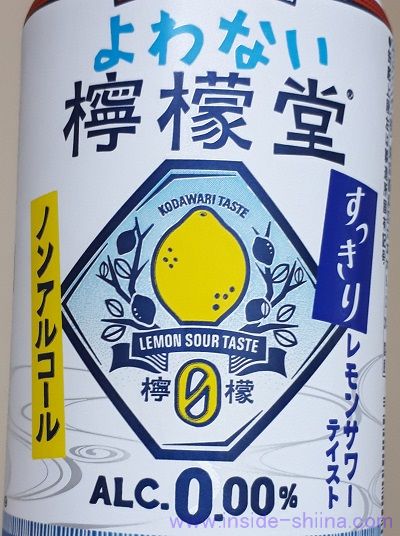 よわない
檸檬堂®
KODAWARI TASTE
すっきり
レモンサワー
テイスト
ノンアルコール
LEMON SOUR TASTE
檸0檬
ALC.0.00%
www.inside-shiina.com